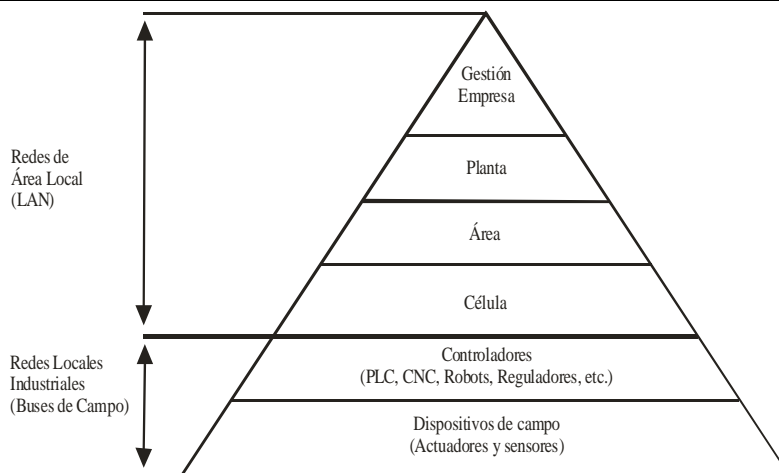 Gestión
Empresa
Planta
Área
Célula
Controladores
(PLC, CNC, Robots, Reguladores, etc.)
Dispositivos de campo
(Actuadores y sensores)
Redes de
Área Local
(LAN)
Redes Locales
Industriales
(Buses de Campo)